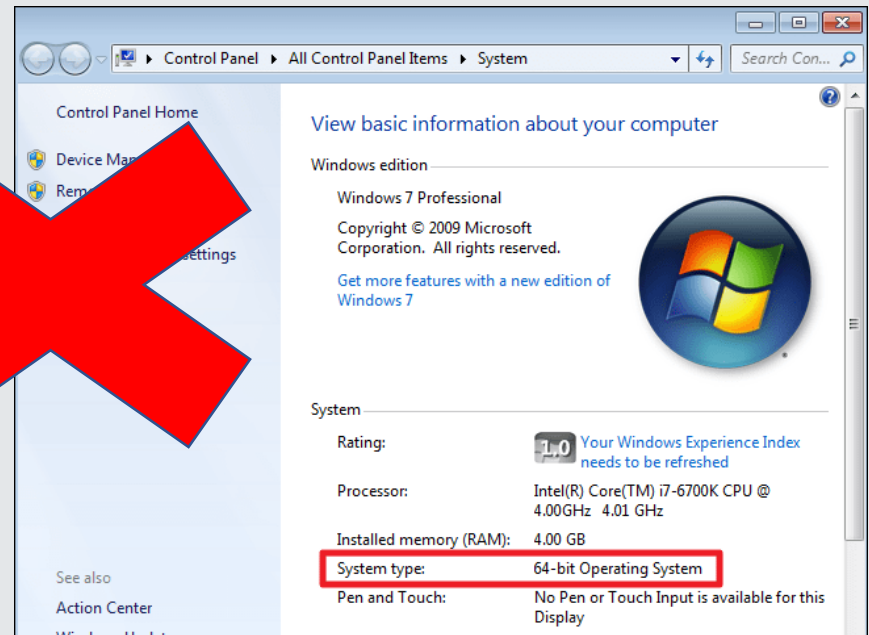 Control Panel ▸ All Control Panel Items ▸ System
Search Con...
Control Panel Home
View basic information about your computer
Device
Windows edition
Windows 7 Professional
Copyright © 2009 Microsoft
Corporation. All rights reserved.
settings
Get more features with a new edition of
Windows 7
System
Rating:
1.0
Your Windows Experience Index
needs to be refreshed
Processor:
Intel(R) Core(TM) i7-6700K CPU @
4.00GHz 4.01 GHz
Installed memory (RAM):
4.00 GB
System type:
64-bit Operating System
Pen and Touch:
No Pen or Touch Input is available for this
Display
See also
Action Center